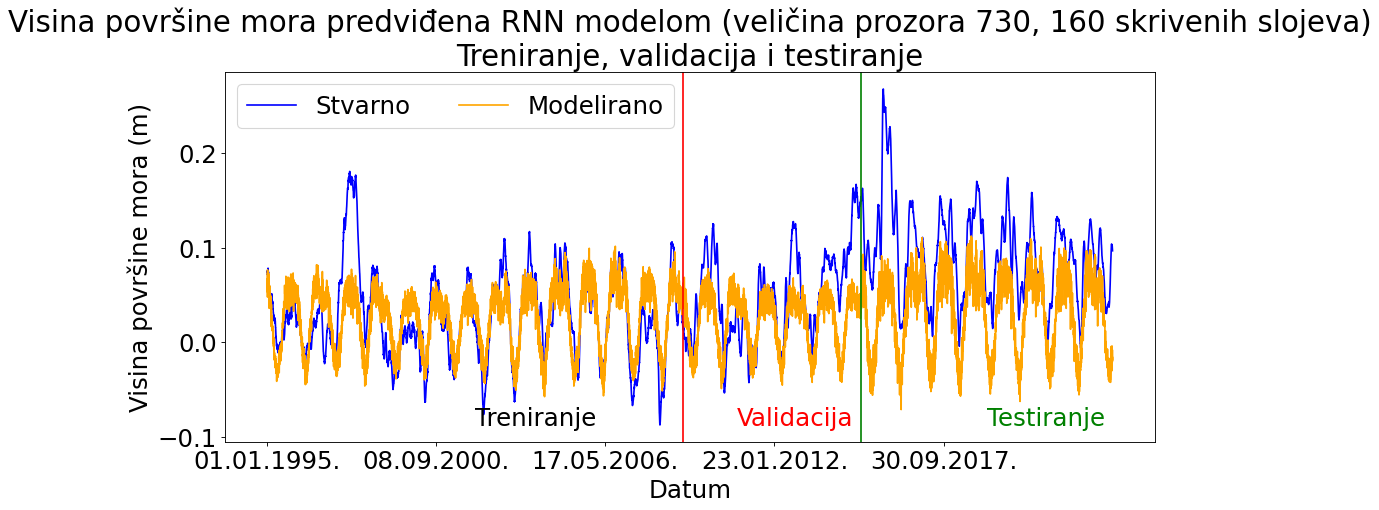 Visina površine mora predviđena RNN modelom (veličina prozora 730, 160 skrivenih slojeva)
Treniranje, validacija i testiranje
Stvarno
Modelirano
Visina površine mora (m)
0.2
0.1
0.0
−0.1
Treniranje
Validacija
Testiranje
01.01.1995.
08.09.2000.
17.05.2006.
23.01.2012.
30.09.2017.
Datum